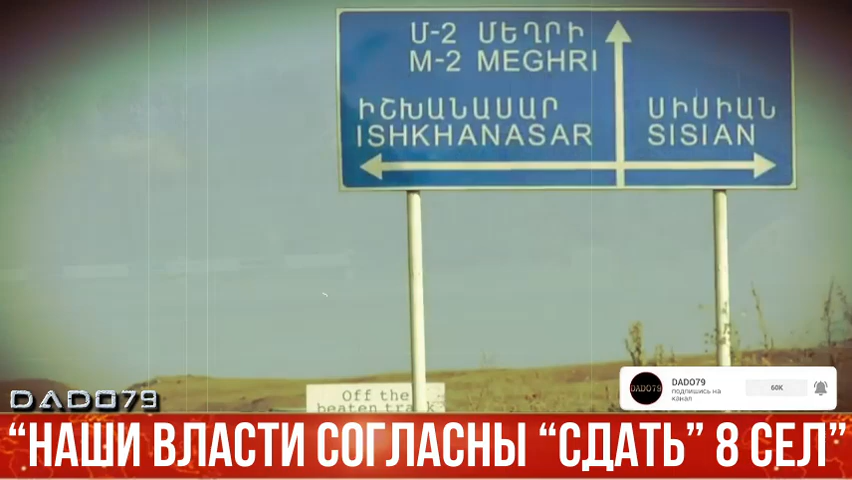 Մ-2 ՄԵՂՐԻ
M-2 MEGHRI
ԻՇԽԱՆԱՍԱՐ
ISHKHANASAR
ՍԻՍԻԱՆ
SISIAN
Off the
beaten track
DADO79
DADO79
DADO79
подпишись на
канал
60K
“НАШИ ВЛАСТИ СОГЛАСНЫ “СДАТЬ” 8 СЕЛ”